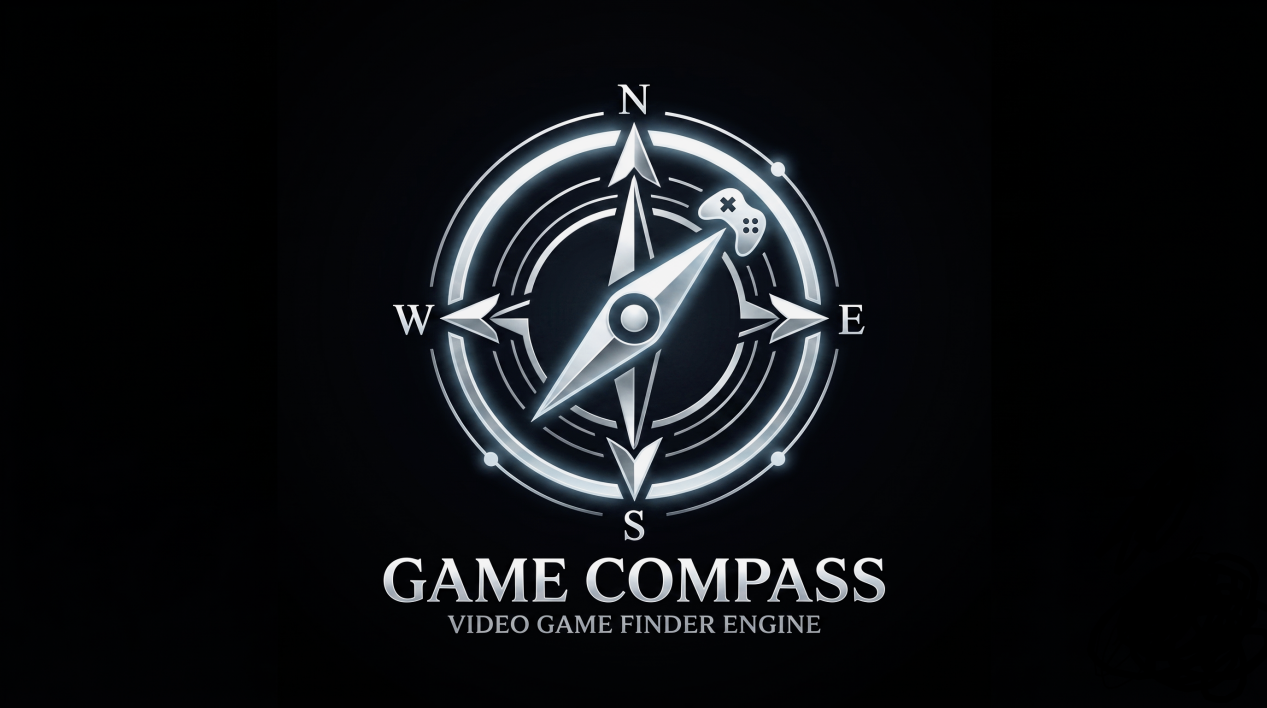 N
W E
S
GAME COMPASS
VIDEO GAME FINDER ENGINE